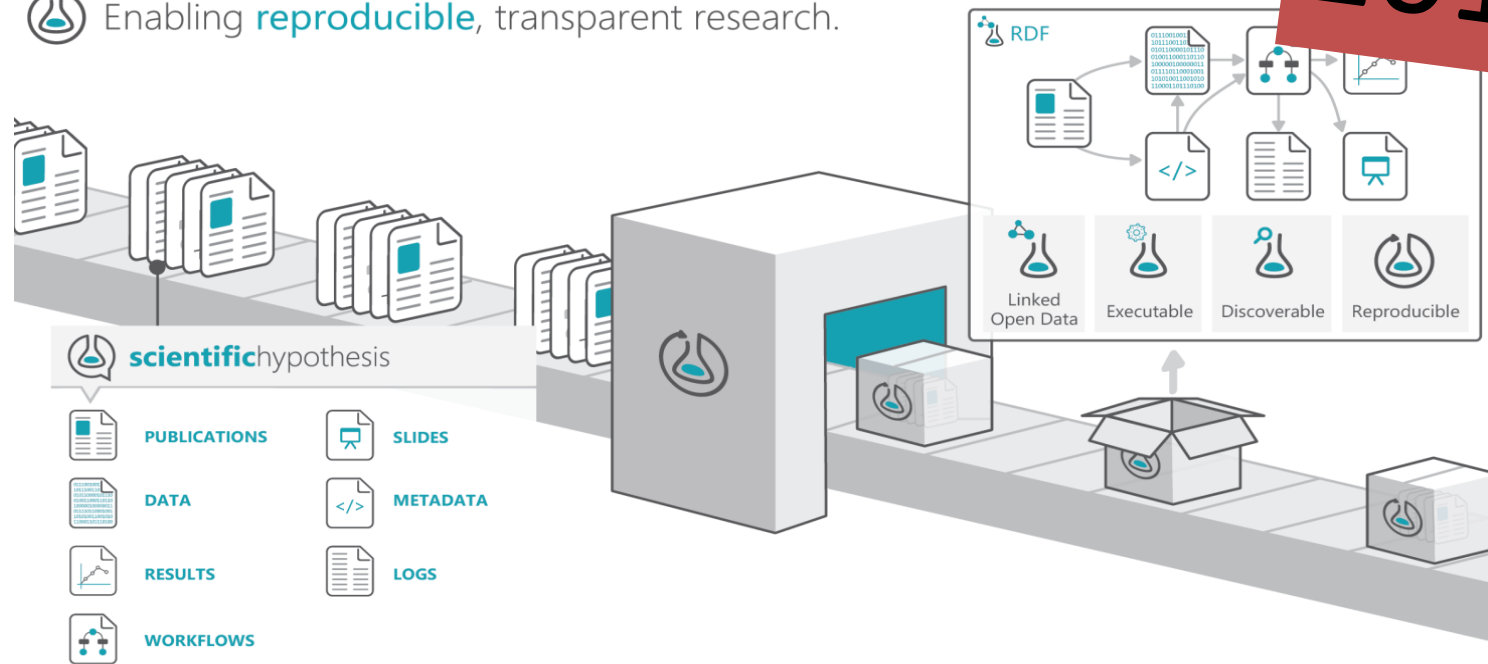 Enabling reproducible, transparent research.
RDF
</>
Linked
Open Data
Executable
Discoverable
Reproducible
scientifichypothesis
PUBLICATIONS
SLIDES
DATA
</>
METADATA
RESULTS
LOGS
WORKFLOWS